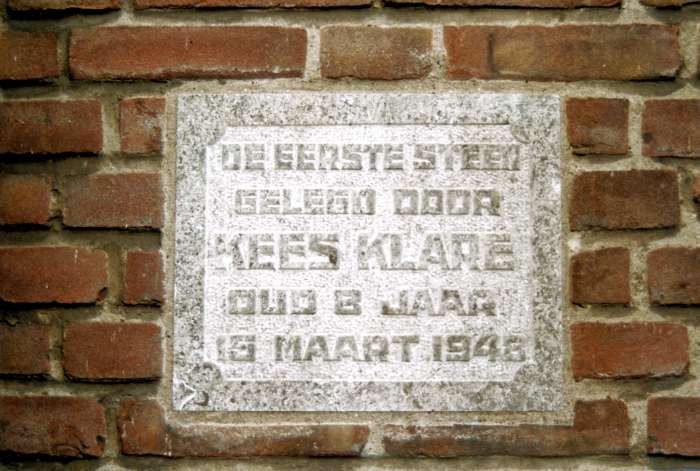 DE EERSTE STEEN
GELEGD DOOR
KEES KLARE
OUD 8 JAAR
15 MAART 1948